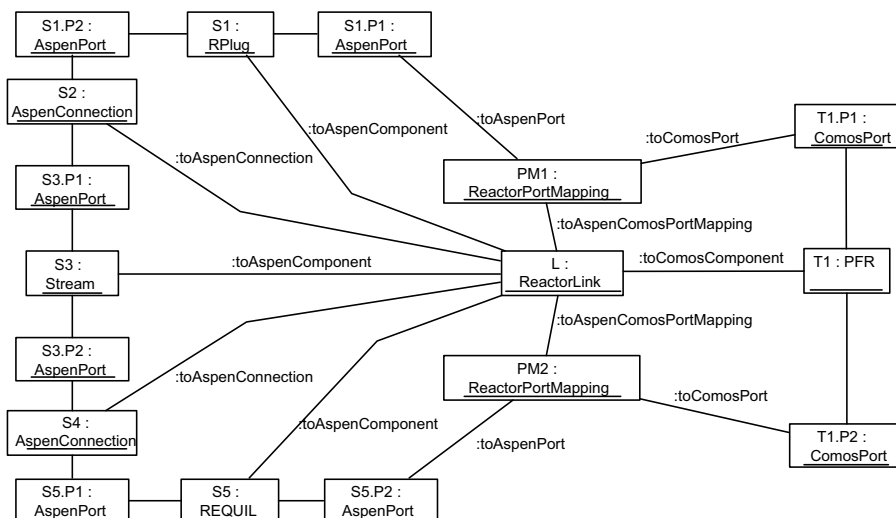 S1.P2 :
AspenPort
S1 :
RPlug
S1.P1 :
AspenPort
S2 :
AspenConnection
:toAspenComponent
:toAspenPort
:toComosPort
T1.P1 :
ComosPort
:toAspenConnection
S3.P1 :
AspenPort
PM1 :
ReactorPortMapping
:toAspenComosPortMapping
S3 :
Stream
:toAspenComponent
L :
ReactorLink
:toComosComponent
T1 : PFR
:toAspenComosPortMapping
S3.P2 :
AspenPort
:toAspenConnection
PM2 :
ReactorPortMapping
:toComosPort
S4 :
AspenConnection
:toAspenComponent
:toAspenPort
T1.P2 :
ComosPort
S5.P1 :
AspenPort
S5 :
REQUIL
S5.P2 :
AspenPort